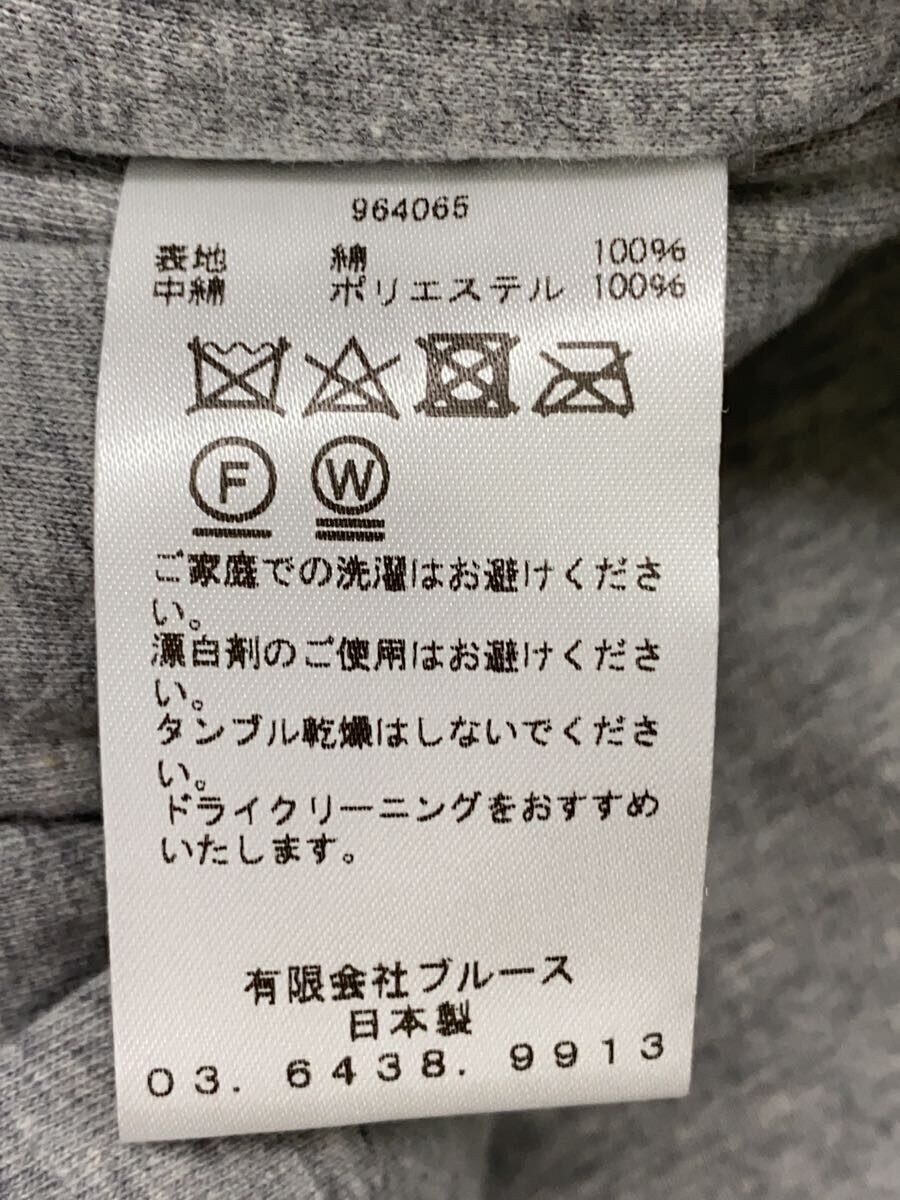 964065
表地 綿 100%
中綿 ポリエステル 100%
F W
ご家庭での洗濯はお避けくださ
い。
漂白剤のご使用はお避けくださ
い。
タンブル乾燥はしないでくださ
い。
ドライクリーニングをおすすめ
いたします。
有限会社ブルース
日本製
03. 6438. 9913